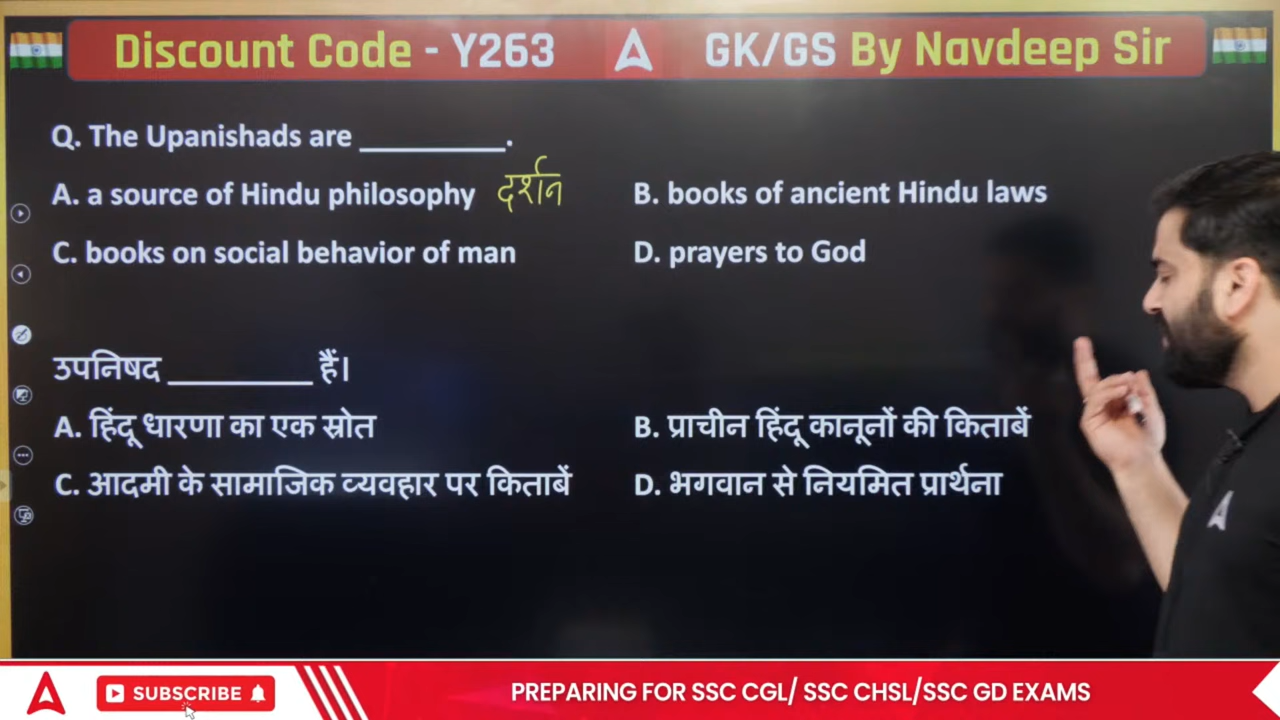 Discount Code - Y263 GK/GS By Navdeep Sir
Q. The Upanishads are _________.
A. a source of Hindu philosophy दर्शन B. books of ancient Hindu laws
C. books on social behavior of man D. prayers to God
उपनिषद _________ हैं।
A. हिंदू धारणा का एक स्रोत B. प्राचीन हिंदू कानूनों की किताबें
C. आदमी के सामाजिक व्यवहार पर किताबें D. भगवान से नियमित प्रार्थना
SUBSCRIBE PREPARING FOR SSC CGL/ SSC CHSL/SSC GD EXAMS